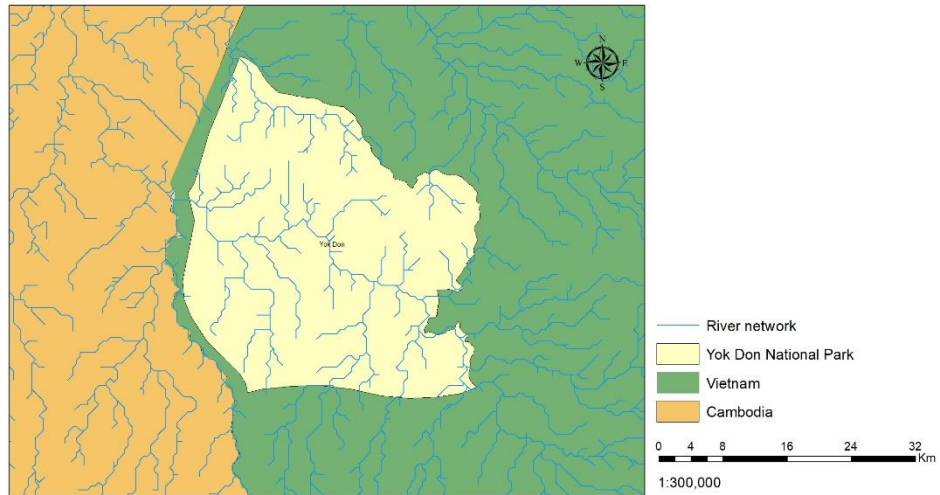 N
W E
S
Yok Don
River network
Yok Don National Park
Vietnam
Cambodia
0 4 8 16 24 32
Km
1:300,000